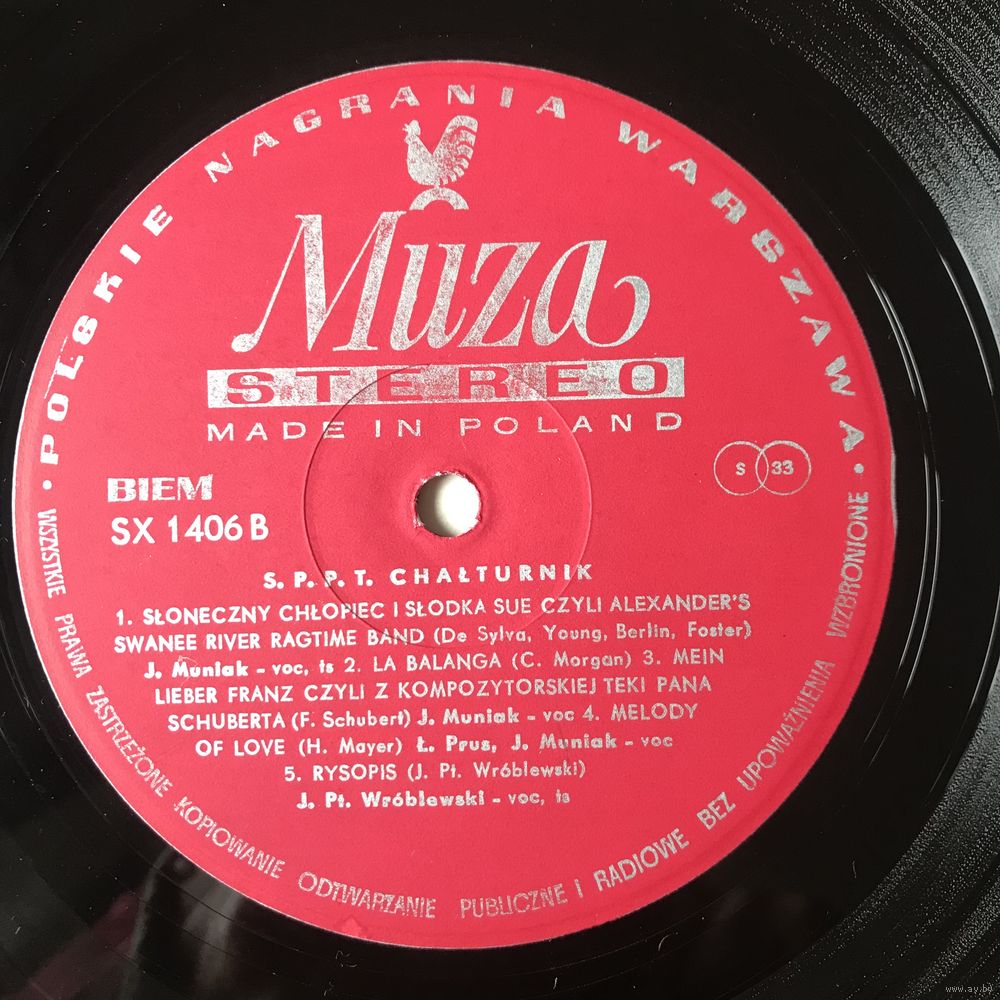 • POLSKIE NAGRANIA WARSZAWA •
Muza
STEREO
MADE IN POLAND
S 33
BIEM
SX 1406 B
S. P. P. T. CHAŁTURNIK
1. SŁONECZNY CHŁOPIEC I SŁODKA SUE CZYLI ALEXANDER'S
SWANEE RIVER RAGTIME BAND (De Sylva, Young, Berlin, Foster)
J. Muniak – voc, ts 2. LA BALANGA (C. Morgan) 3. MEIN
LIEBER FRANZ CZYLI Z KOMPOZYTORSKIEJ TEKI PANA
SCHUBERTA (F. Schubert) J. Muniak – voc 4. MELODY
OF LOVE (H. Mayer) Ł. Prus, J. Muniak – voc
5. RYSOPIS (J. Pt. Wróblewski)
J. Pt. Wróblewski – voc, ts
WSZYSTKIE PRAWA ZASTRZEŻONE KOPIOWANIE ODTWARZANIE PUBLICZNE I RADIOWE BEZ UPOWAŻNIENIA WZBRONIONE
www.ay.by